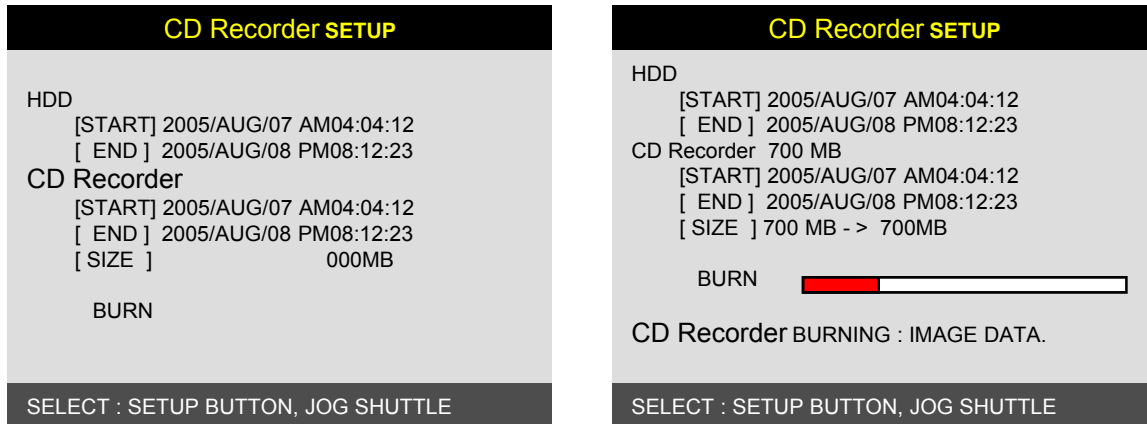 CD Recorder SETUP
HDD
[START] 2005/AUG/07 AM04:04:12
[ END ] 2005/AUG/08 PM08:12:23
CD Recorder
[START] 2005/AUG/07 AM04:04:12
[ END ] 2005/AUG/08 PM08:12:23
[ SIZE ] 000MB
BURN
SELECT : SETUP BUTTON, JOG SHUTTLE
CD Recorder SETUP
HDD
[START] 2005/AUG/07 AM04:04:12
[ END ] 2005/AUG/08 PM08:12:23
CD Recorder 700 MB
[START] 2005/AUG/07 AM04:04:12
[ END ] 2005/AUG/08 PM08:12:23
[ SIZE ] 700 MB - > 700MB
BURN
CD Recorder BURNING : IMAGE DATA.
SELECT : SETUP BUTTON, JOG SHUTTLE